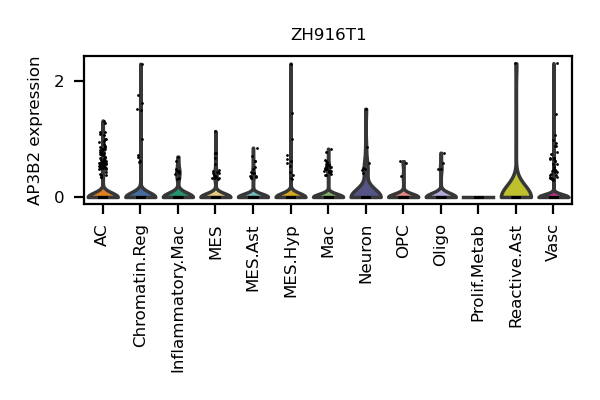 ZH916T1
AP3B2 expression
2
0
AC
Chromatin.Reg
Inflammatory.Mac
MES
MES.Ast
MES.Hyp
Mac
Neuron
OPC
Oligo
Prolif.Metab
Reactive.Ast
Vasc